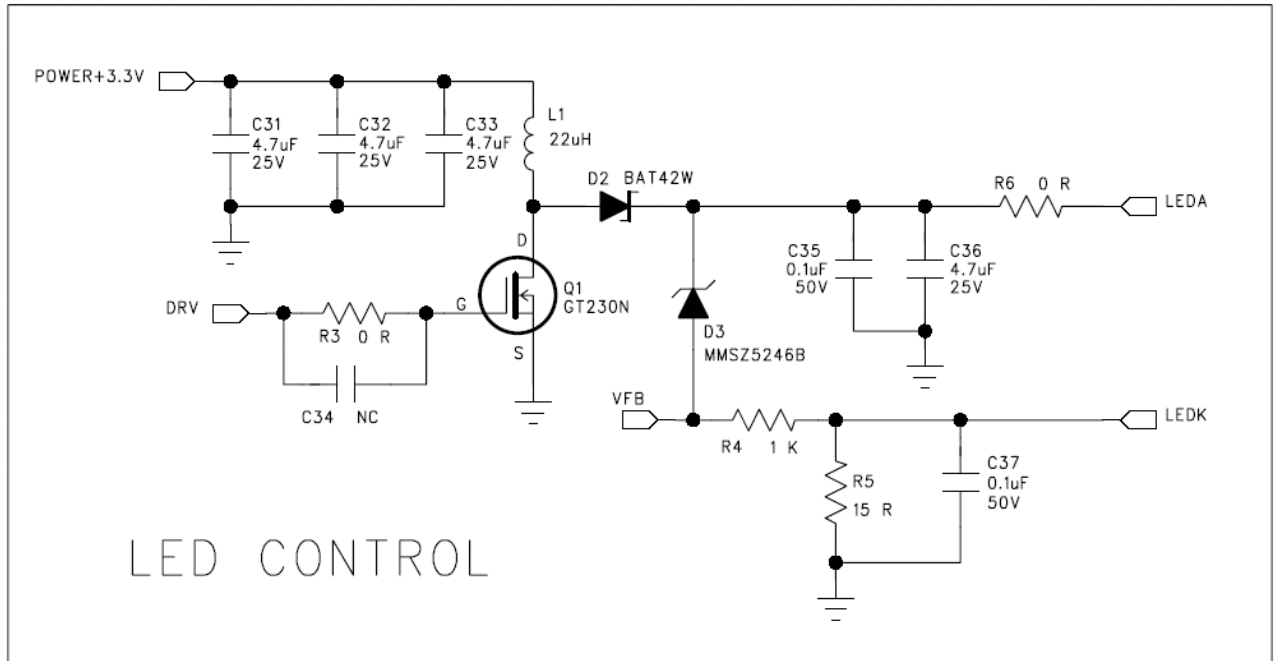 POWER+3.3V
C31
4.7uF
25V
C32
4.7uF
25V
C33
4.7uF
25V
L1
22uH
D2 BAT42W
R6 0 R
LEDA
C35
0.1uF
50V
C36
4.7uF
25V
D
G
S
Q1
GT230N
DRV
R3 0 R
C34 NC
D3
MMSZ5246B
VFB
R4 1 K
LEDK
R5
15 R
C37
0.1uF
50V
LED CONTROL